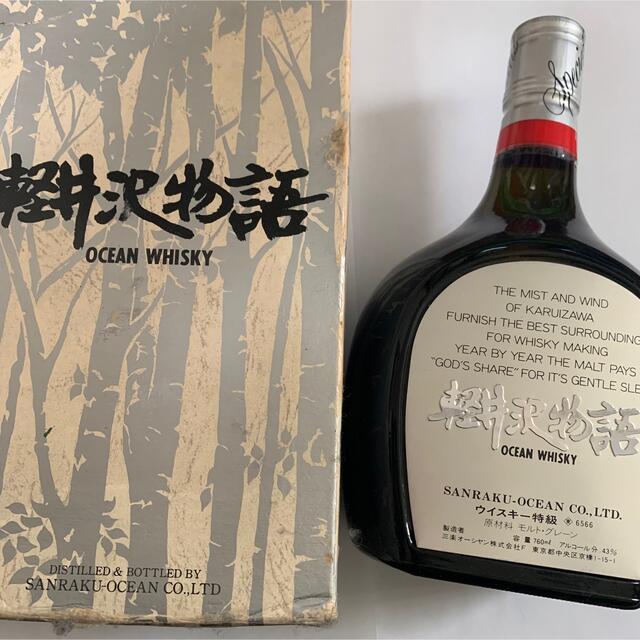 軽井沢物語
OCEAN WHISKY
DISTILLED & BOTTLED BY
SANRAKU-OCEAN CO.,LTD
THE MIST AND WIND
OF KARUIZAWA
FURNISH THE BEST SURROUNDING
FOR WHISKY MAKING
YEAR BY YEAR THE MALT PAYS
"GOD'S SHARE" FOR IT'S GENTLE
軽井沢物語
OCEAN WHISKY
SANRAKU-OCEAN CO.,LTD.
ウイスキー特級 6566
原材料 モルト・グレーン
製造者 容量 760ml アルコール分 43%
三楽オーシャン株式会社F 東京都中央区京橋1-15-1